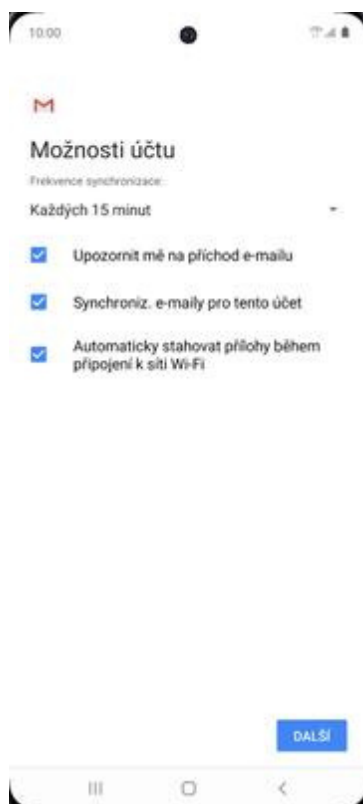 10:00
Možnosti účtu
Frekvence synchronizace:
Každých 15 minut
Upozornit mě na příchod e-mailu
Synchroniz. e-maily pro tento účet
Automaticky stahovat přílohy během
připojení k síti Wi-Fi
DALŠÍ